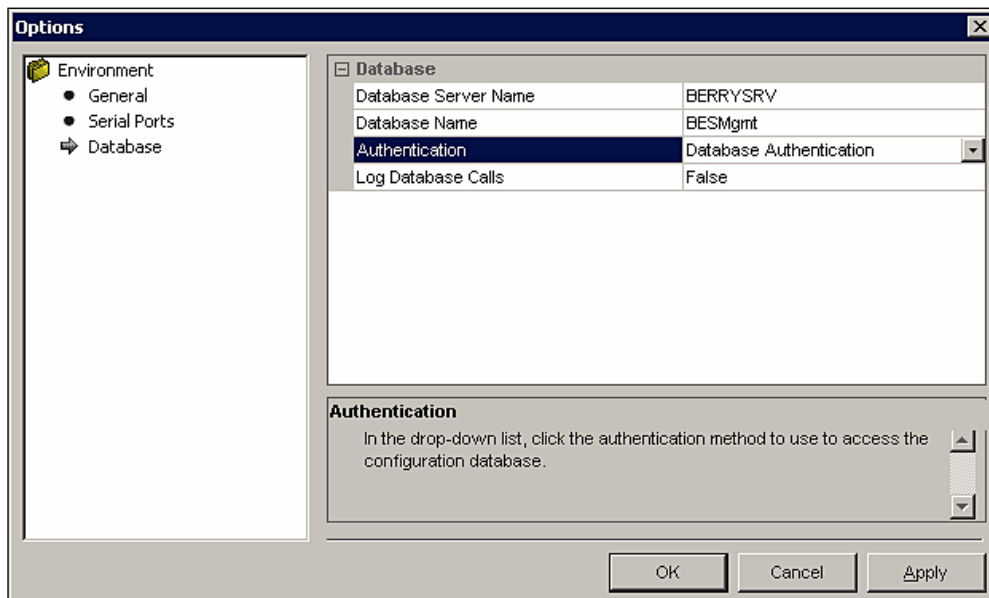 Options
Environment
General
Serial Ports
Database
Database
Database Server Name BERRYSRV
Database Name BESMgmt
Authentication Database Authentication
Log Database Calls False
Authentication
In the drop-down list, click the authentication method to use to access the
configuration database.
OK Cancel Apply